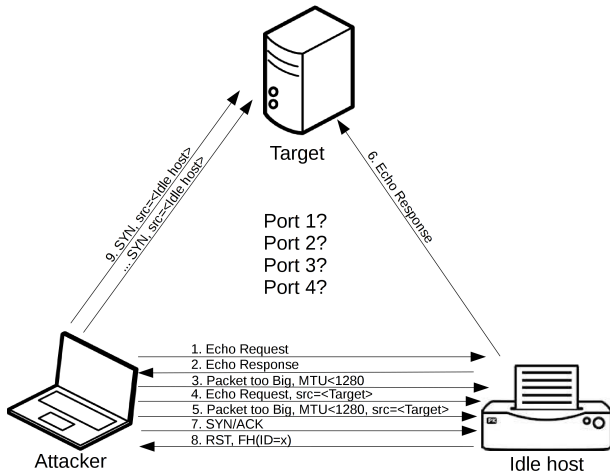 Target
9. SYN, src=<Idle host>
... SYN, src=<Idle host>
6. Echo Response
Port 1?
Port 2?
Port 3?
Port 4?
1. Echo Request
2. Echo Response
3. Packet too Big, MTU<1280
4. Echo Request, src=<Target>
5. Packet too Big, MTU<1280, src=<Target>
7. SYN/ACK
8. RST, FH(ID=x)
Attacker
Idle host